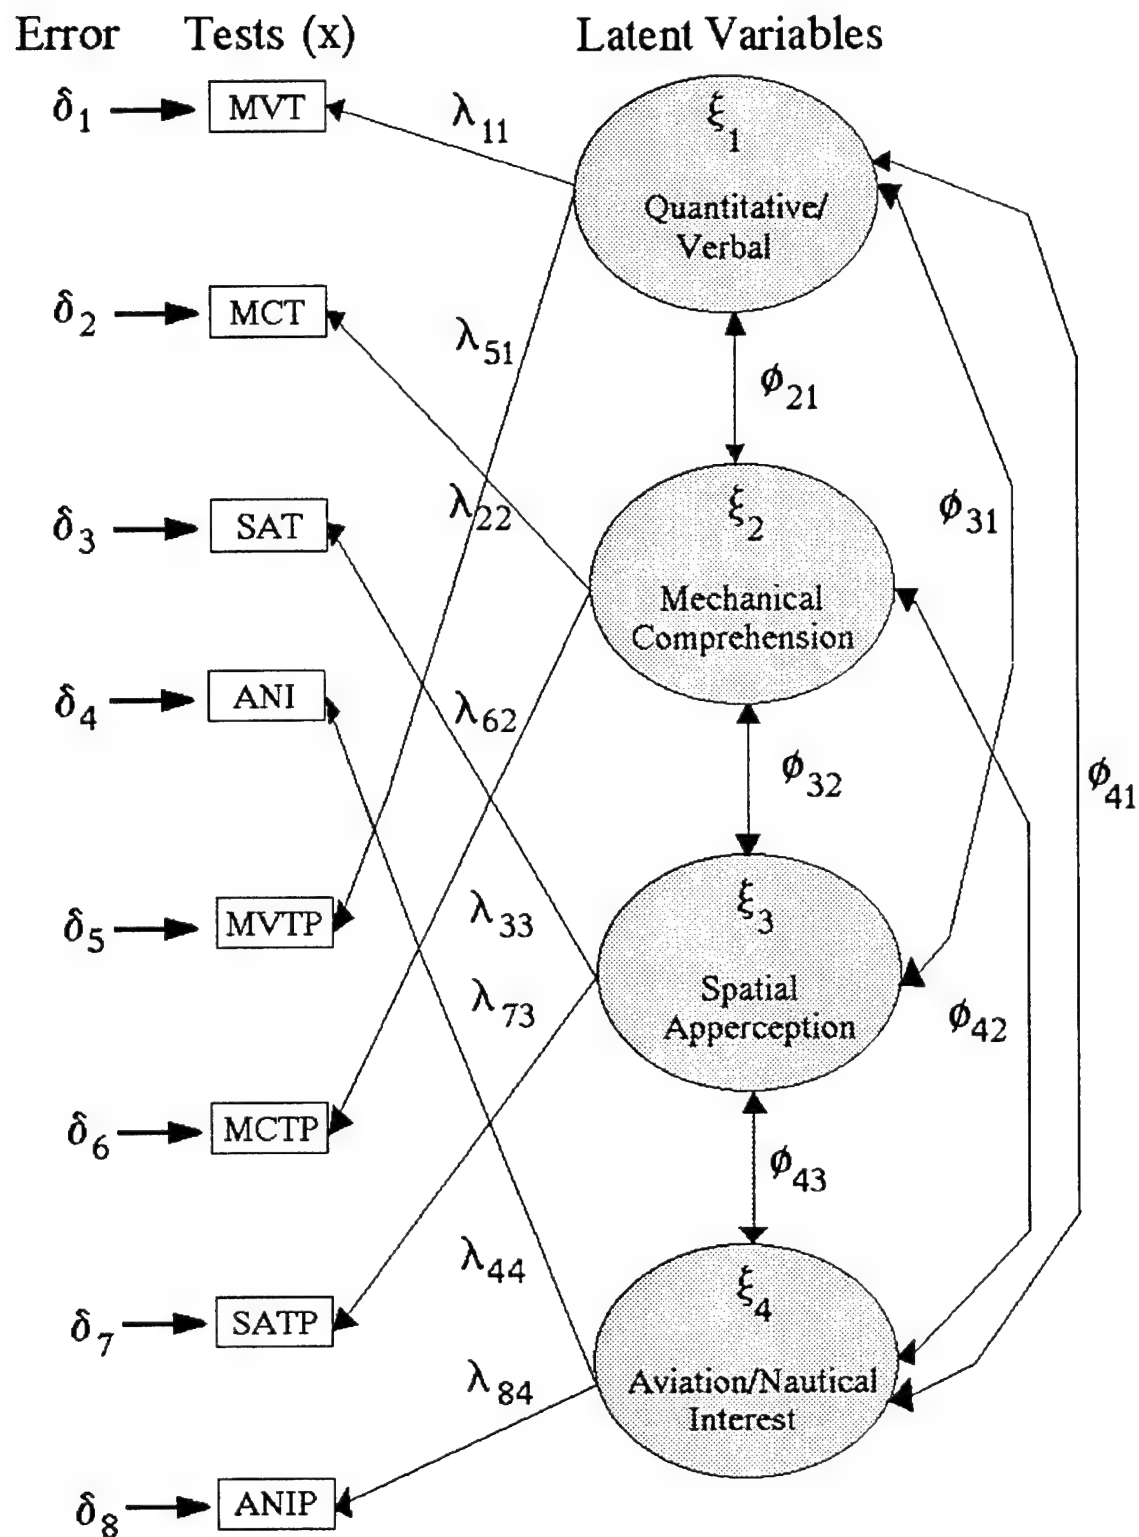 Error Tests (x) Latent Variables
δ1 MVT λ11 ξ1
Quantitative/
Verbal
δ2 MCT λ51
ϕ21
δ3 SAT λ22 ξ2 ϕ31
Mechanical
Comprehension
δ4 ANI λ62
ϕ32 ϕ41
δ5 MVTP λ33 ξ3
λ73 Spatial
Apperception ϕ42
δ6 MCTP
ϕ43
λ44 ξ4
δ7 SATP
λ84 Aviation/Nautical
Interest
δ8 ANIP